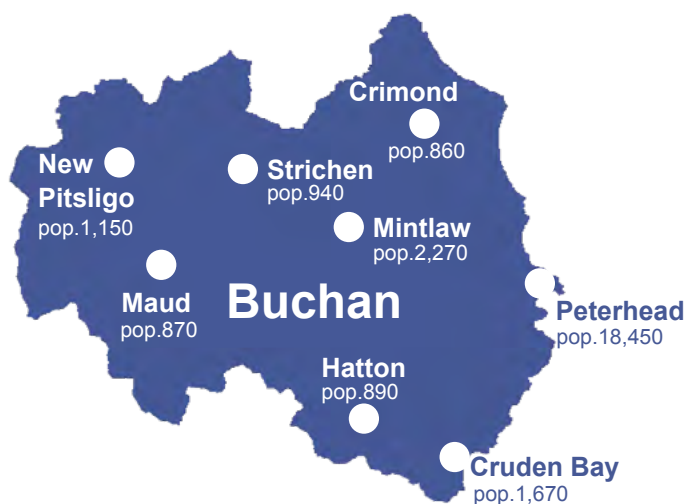 Crimond
pop.860
New
Pitsligo
pop.1,150
Strichen
pop.940
Mintlaw
pop.2,270
Maud
pop.870
Buchan
Peterhead
pop.18,450
Hatton
pop.890
Cruden Bay
pop.1,670